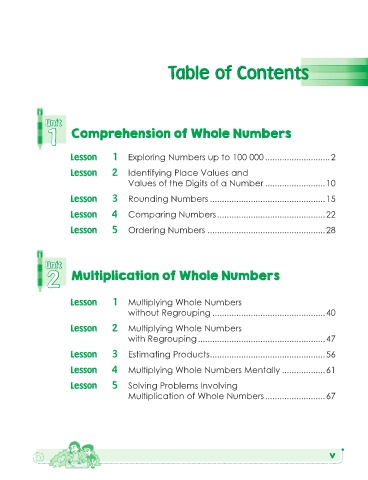 Table of Contents
Unit
1
Comprehension of Whole Numbers
Lesson 1 Exploring Numbers up to 100 000 ........................... 2
Lesson 2 Identifying Place Values and
Values of the Digits of a Number ......................... 10
Lesson 3 Rounding Numbers ................................................ 15
Lesson 4 Comparing Numbers ............................................. 22
Lesson 5 Ordering Numbers ................................................. 28
Unit
2
Multiplication of Whole Numbers
Lesson 1 Multiplying Whole Numbers
without Regrouping ............................................... 40
Lesson 2 Multiplying Whole Numbers
with Regrouping ..................................................... 47
Lesson 3 Estimating Products ................................................ 56
Lesson 4 Multiplying Whole Numbers Mentally .................. 61
Lesson 5 Solving Problems Involving
Multiplication of Whole Numbers ......................... 67
v